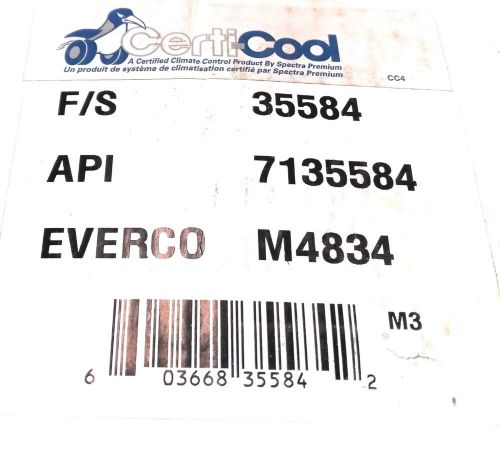 Certi-Cool
A Certified Climate Control Product By Spectra Premium
Un produit de système de climatisation certifié par Spectra Premium
CC4
F/S 35584
API 7135584
EVERCO M4834
M3
6 03668 35584 2